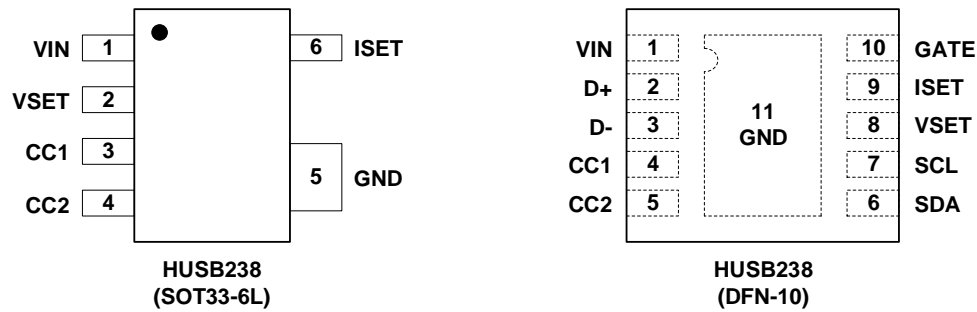 VIN 1
VSET 2
CC1 3
CC2 4
6 ISET
5 GND
HUSB238
(SOT33-6L)
VIN 1
D+ 2
D- 3
CC1 4
CC2 5
11
GND
10 GATE
9 ISET
8 VSET
7 SCL
6 SDA
HUSB238
(DFN-10)